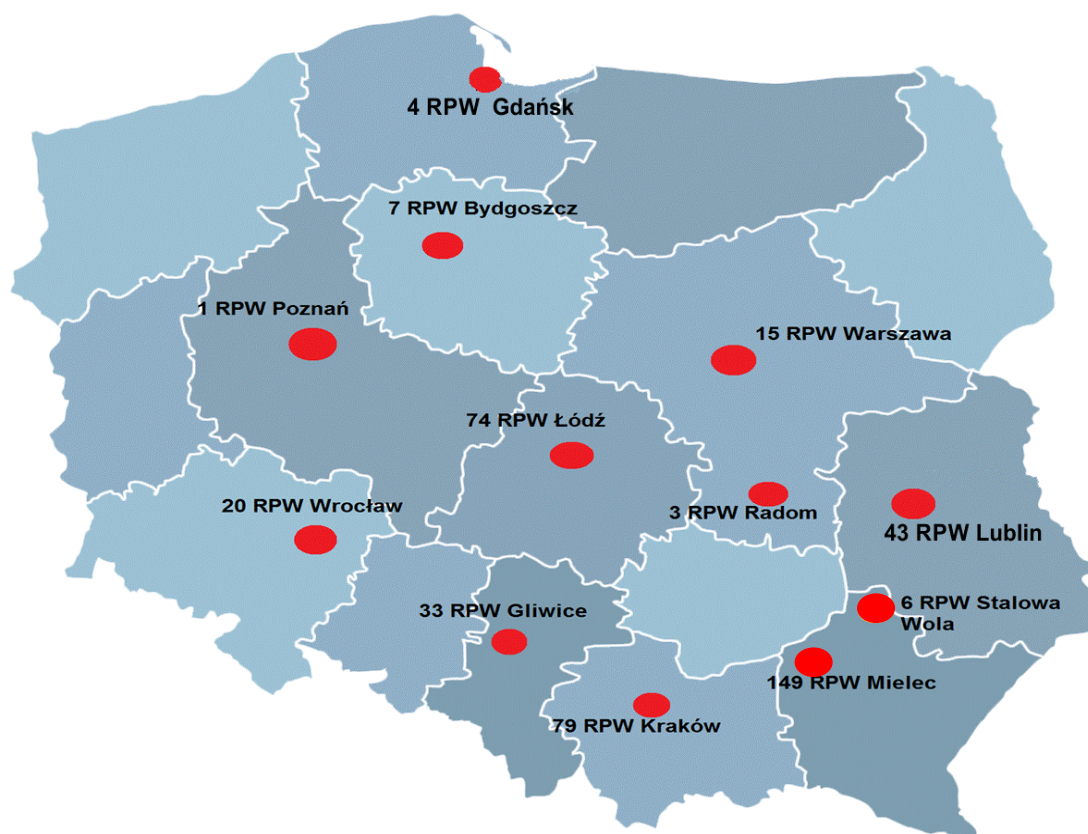 4 RPW Gdańsk
7 RPW Bydgoszcz
1 RPW Poznań
15 RPW Warszawa
74 RPW Łódź
20 RPW Wrocław
3 RPW Radom
43 RPW Lublin
33 RPW Gliwice
6 RPW Stalowa
Wola
149 RPW Mielec
79 RPW Kraków